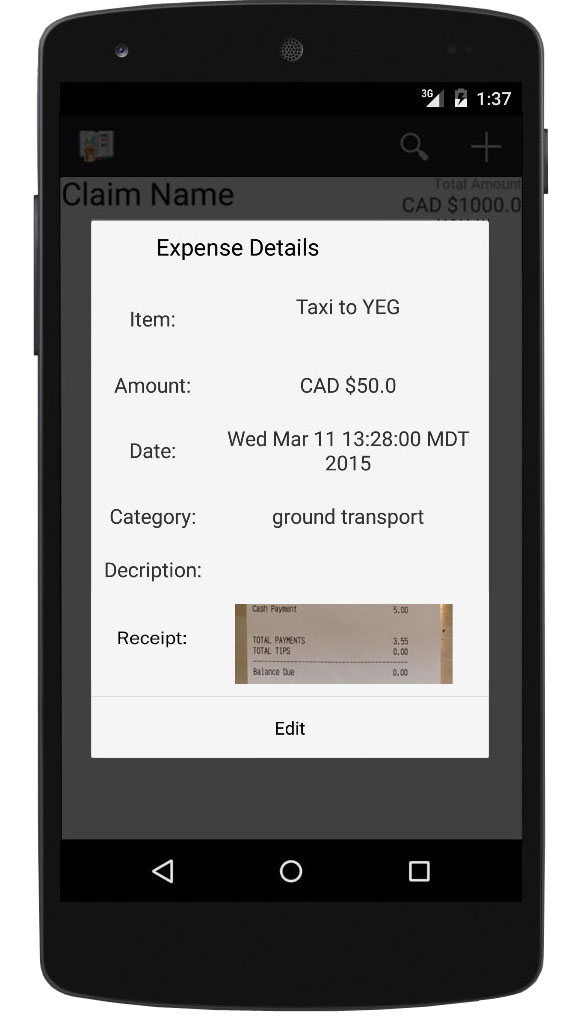 3G 1:37
Total Amount
Claim Name
CAD $1000.0
Expense Details
Item: Taxi to YEG
Amount: CAD $50.0
Date: Wed Mar 11 13:28:00 MDT
2015
Category: ground transport
Decription:
Receipt:
Cash Payment 5.00
TOTAL PAYMENTS 3.55
TOTAL TIPS 0.00
Balance Due 0.00
Edit